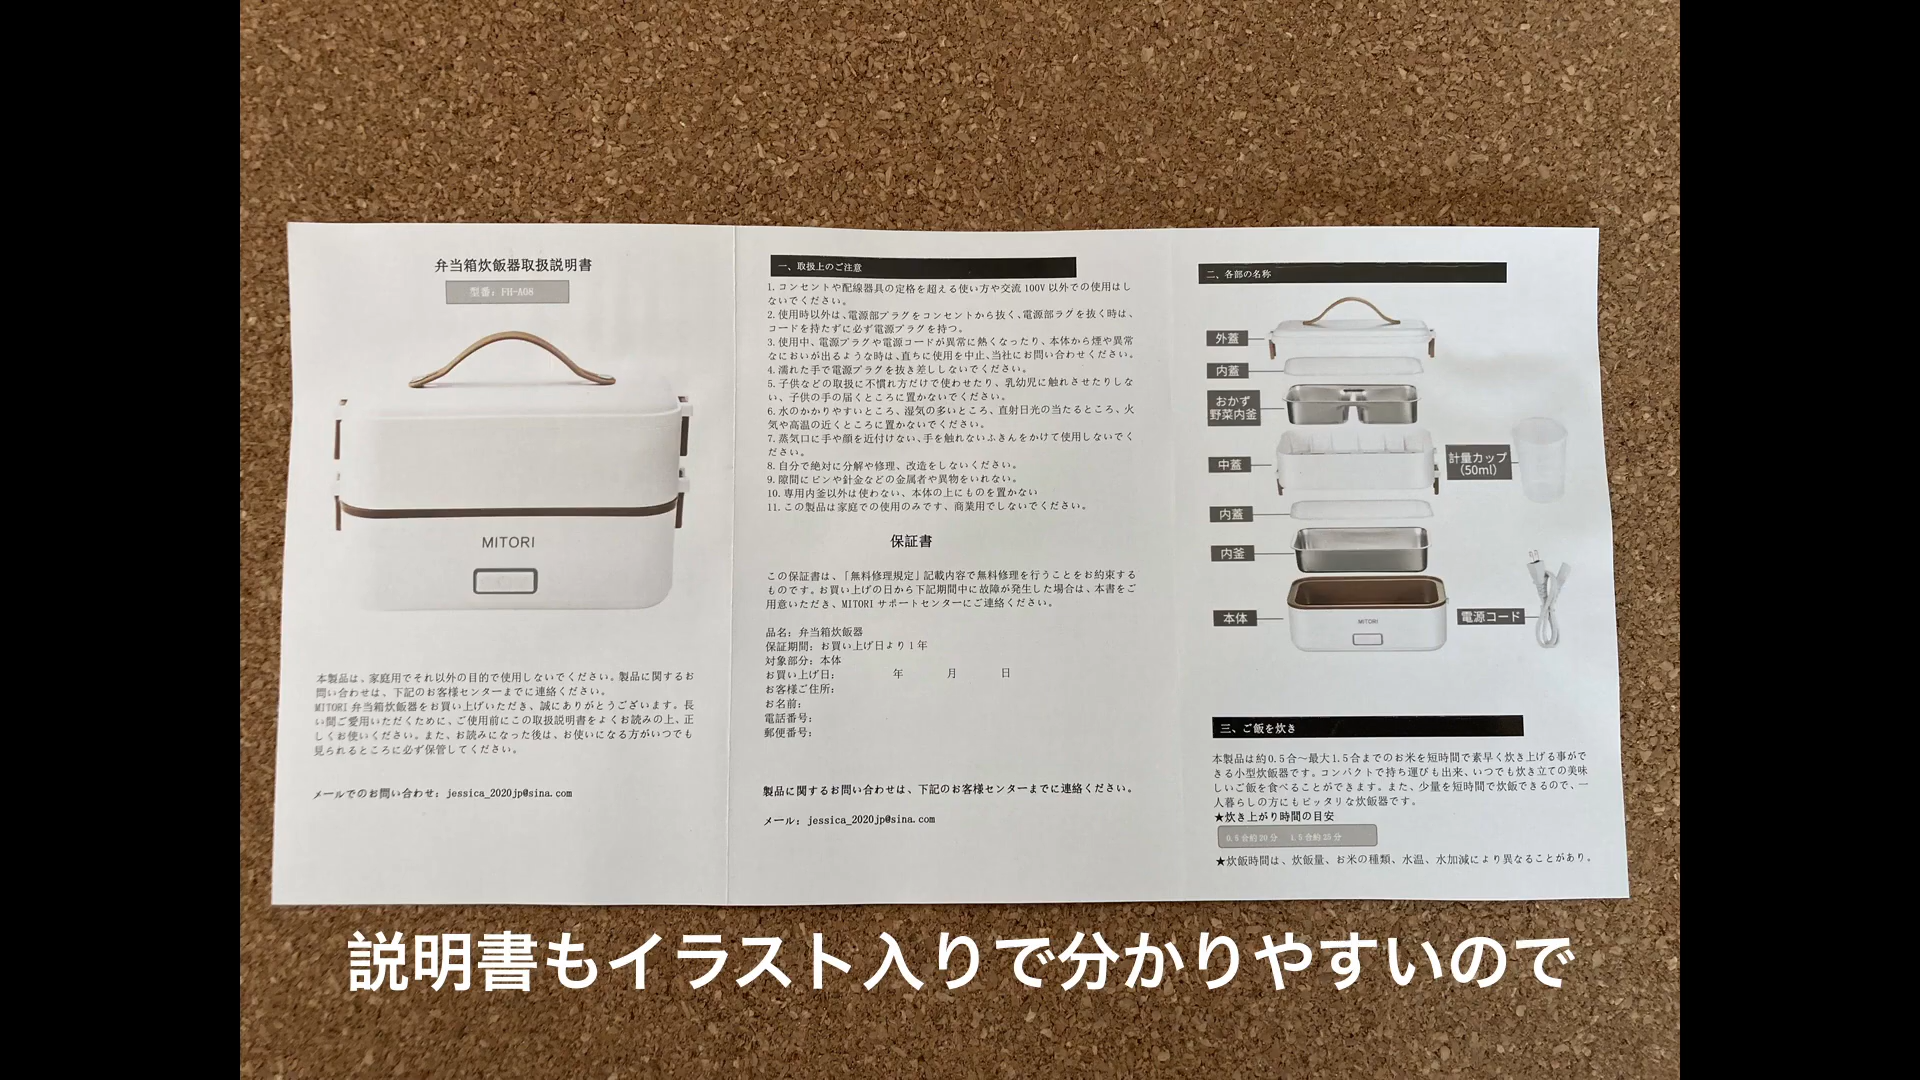 弁当箱炊飯器取扱説明書
型番：FH-A08
MITORI
本製品は、家庭用でそれ以外の目的で使用しないでください。製品に関するお
問い合わせは、下記のお客様センターまでに連絡ください。
MITORI 弁当箱炊飯器をお買い上げいただき、誠にありがとうございます。長
い間ご愛用いただくために、ご使用前にこの取扱説明書をよくお読みの上、正
しくお使いください。また、お読みになった後は、お使いになる方がいつでも
見られるところに必ず保管してください。
メールでのお問い合わせ：jessica_2020jp@sina.com
一、取扱上のご注意
1.コンセントや配線器具の定格を超える使い方や交流100V以外での使用はし
ないでください。
2.使用時以外は、電源部プラグをコンセントから抜く、電源部ラグを抜く時は、
コードを持たずに必ず電源プラグを持つ。
3.使用中、電源プラグや電源コードが異常に熱くなったり、本体から煙や異常
なにおいが出るような時は、直ちに使用を中止、当社にお問い合わせください。
4.濡れた手で電源プラグを抜き差ししないでください。
5.子供などの取扱に不慣れ方だけで使わせたり、乳幼児に触れさせたりしな
い、子供の手の届くところに置かないでください。
6.水のかかりやすいところ、湿気の多いところ、直射日光の当たるところ、火
気や高温の近くところに置かないでください。
7.蒸気口に手や顔を近付けない、手を触れないふきんをかけて使用しないでく
ださい。
8.自分で絶対に分解や修理、改造をしないください。
9.隙間にピンや針金などの金属者や異物をいれない。
10.専用内釜以外は使わない、本体の上にものを置かない
11.この製品は家庭での使用のみです、商業用でしないでください。
保証書
この保証書は、「無料修理規定」記載内容で無料修理を行うことをお約束する
ものです。お買い上げの日から下記期間中に故障が発生した場合は、本書をご
用意いただき、MITORI サポートセンターにご連絡ください。
品名：弁当箱炊飯器
保証期間：お買い上げ日より1年
対象部分：本体
お買い上げ日： 年 月 日
お客様ご住所：
お名前：
電話番号：
郵便番号：
製品に関するお問い合わせは、下記のお客様センターまでに連絡ください。
メール：jessica_2020jp@sina.com
二、各部の名称
外蓋
内蓋
おかず
野菜内釜
中蓋
計量カップ
（50ml）
内蓋
内釜
本体
MITORI
電源コード
三、ご飯を炊き
本製品は約0.5合～最大1.5合までのお米を短時間で素早く炊き上げる事がで
きる小型炊飯器です。コンパクトで持ち運びも出来、いつでも炊き立ての美味
しいご飯を食べることができます。また、少量を短時間で炊飯できるので、一
人暮らしの方にもピッタリな炊飯器です。
★炊き上がり時間の目安
0.5合約20分 1.5合約25分
★炊飯時間は、炊飯量、お米の種類、水温、水加減により異なることがあり。
説明書もイラスト入りで分かりやすいので